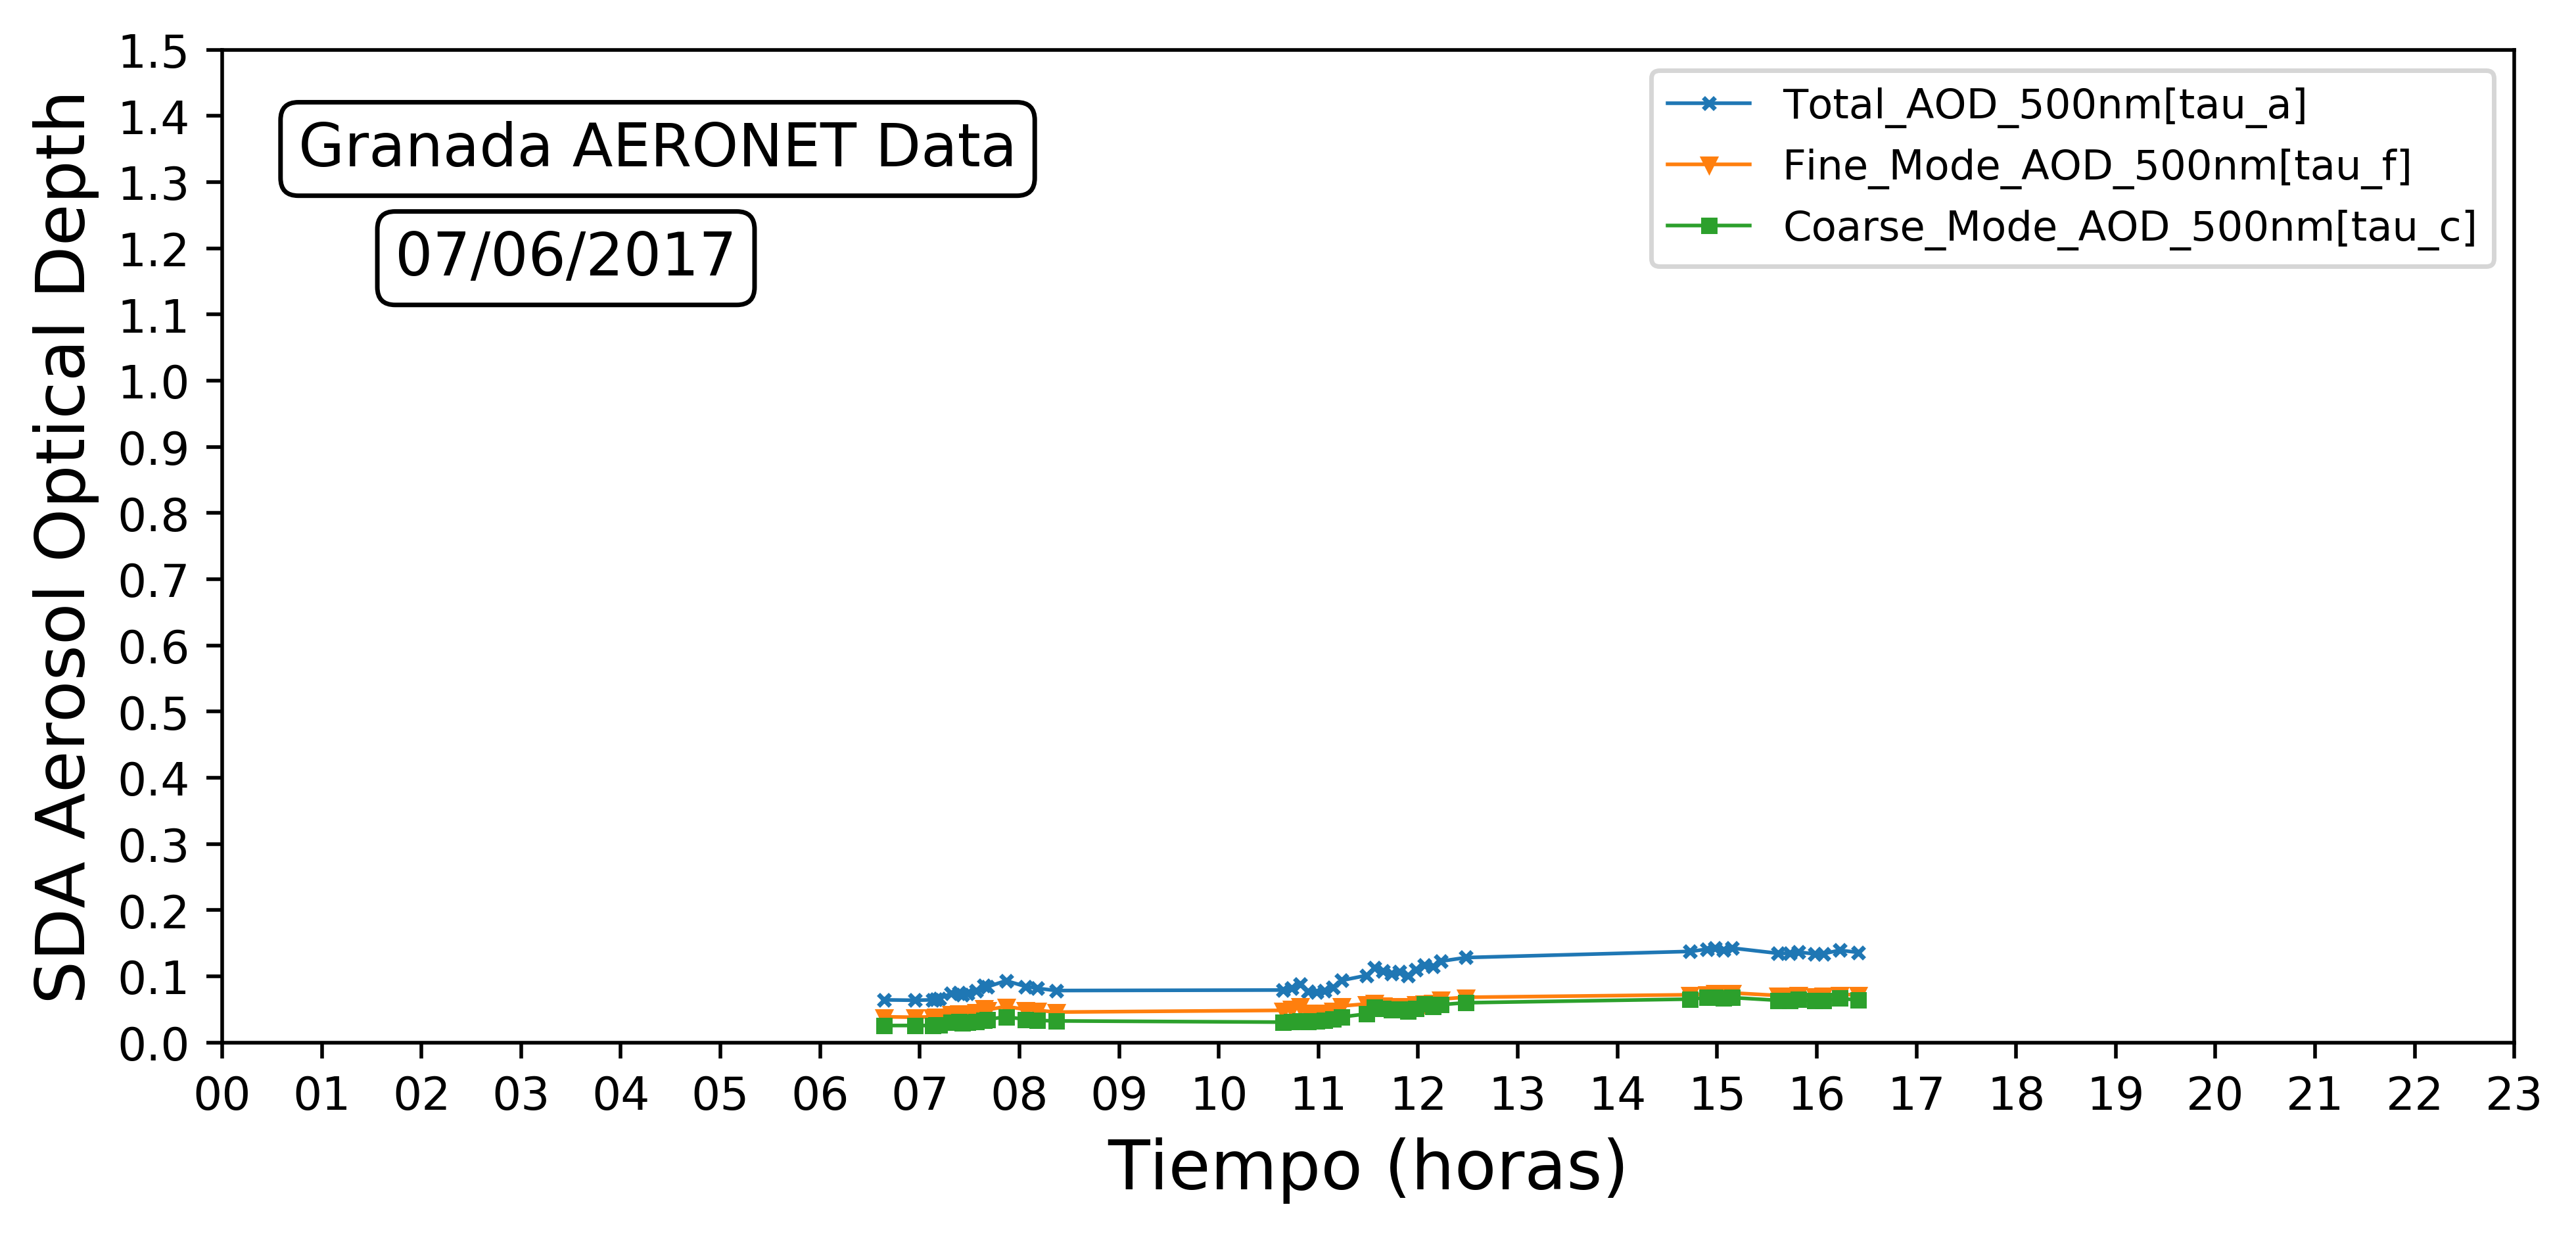 Granada AERONET Data
07/06/2017
Total_AOD_500nm[tau_a]
Fine_Mode_AOD_500nm[tau_f]
Coarse_Mode_AOD_500nm[tau_c]
SDA Aerosol Optical Depth
1.5
1.4
1.3
1.2
1.1
1.0
0.9
0.8
0.7
0.6
0.5
0.4
0.3
0.2
0.1
0.0
00 01 02 03 04 05 06 07 08 09 10 11 12 13 14 15 16 17 18 19 20 21 22 23
Tiempo (horas)